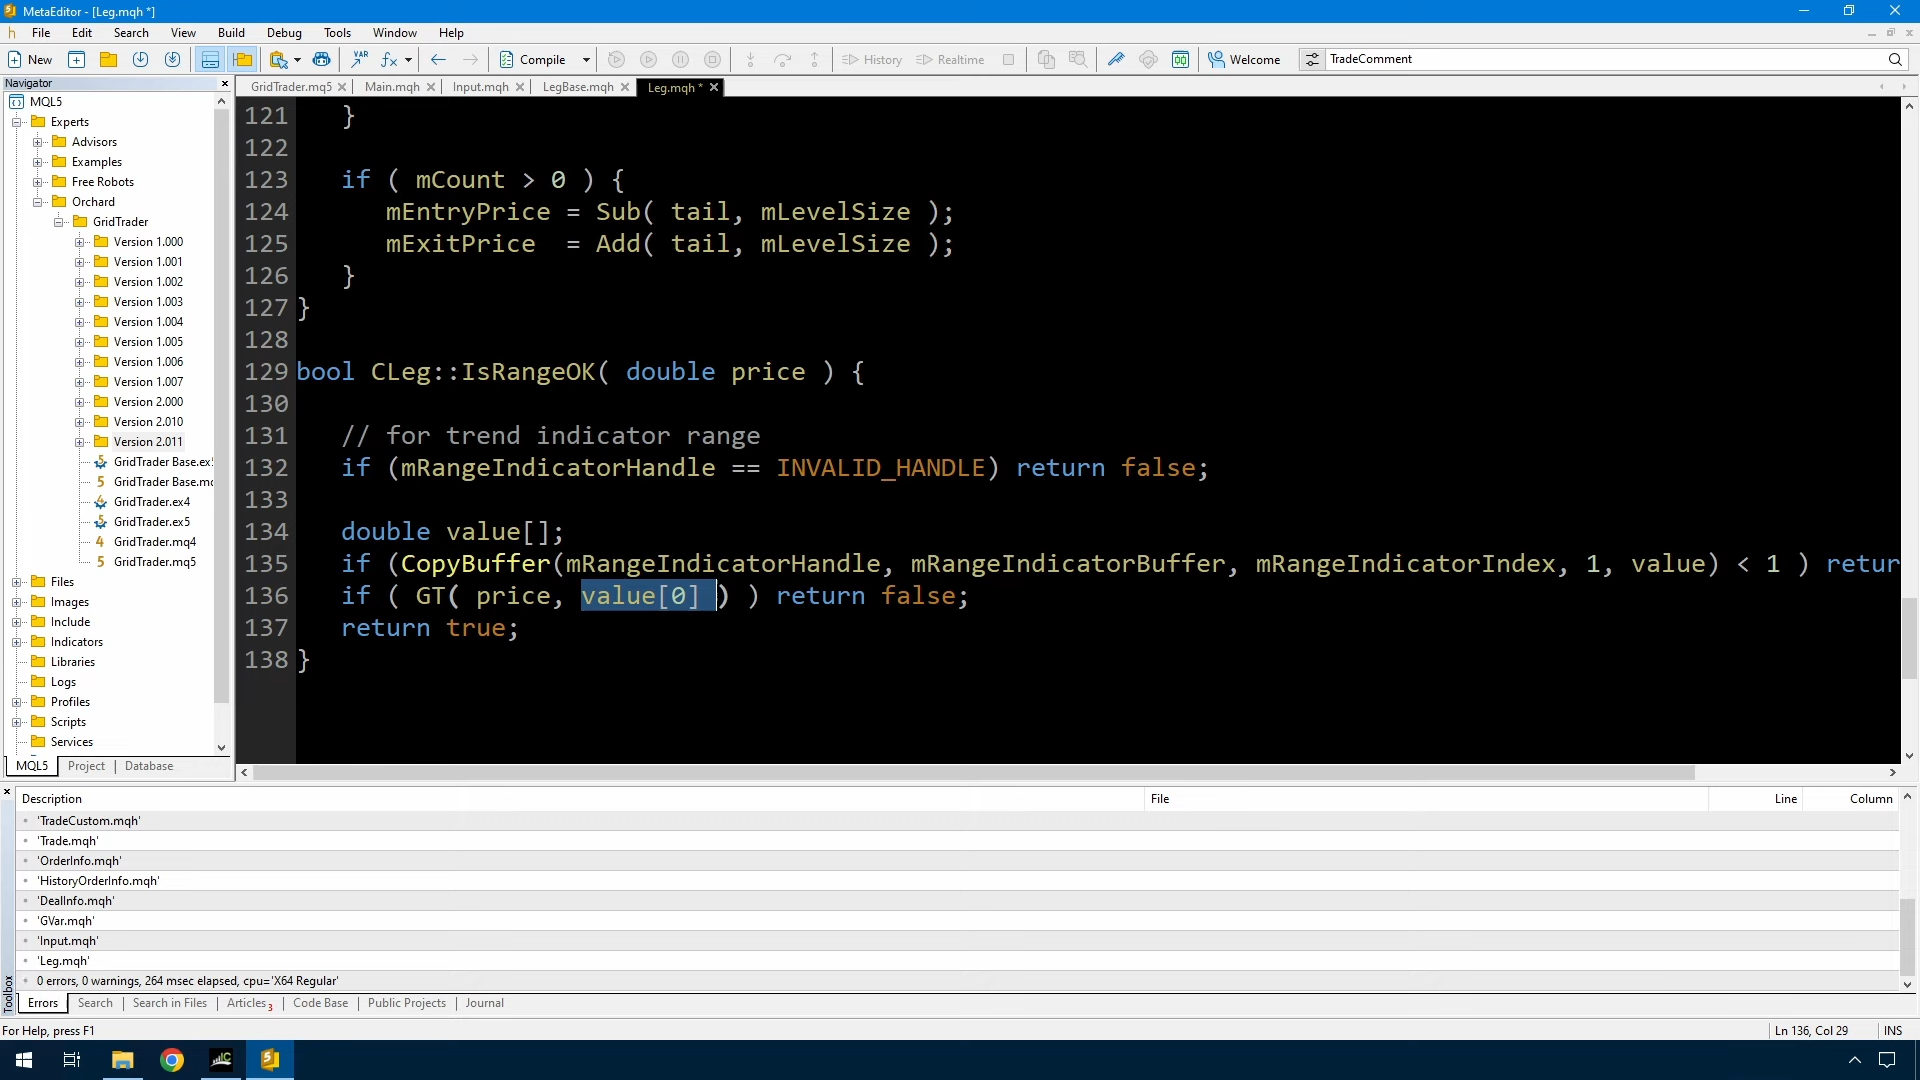 MetaEditor - [Leg.mqh *]
File Edit Search View Build Debug Tools Window Help
New Compile History Realtime Welcome TradeComment
Navigator
GridTrader.mq5 Main.mqh Input.mqh LegBase.mqh Leg.mqh *
MQL5
Experts
Advisors
Examples
Free Robots
Orchard
GridTrader
Version 1.000
Version 1.001
Version 1.002
Version 1.003
Version 1.004
Version 1.005
Version 1.006
Version 1.007
Version 2.000
Version 2.010
Version 2.011
GridTrader Base.ex5
GridTrader Base.mq
GridTrader.ex4
GridTrader.ex5
GridTrader.mq4
GridTrader.mq5
Files
Images
Include
Indicators
Libraries
Logs
Profiles
Scripts
Services
MQL5 Project Database
121 }
122
123 if ( mCount > 0 ) {
124 mEntryPrice = Sub( tail, mLevelSize );
125 mExitPrice = Add( tail, mLevelSize );
126 }
127 }
128
129 bool CLeg::IsRangeOK( double price ) {
130
131 // for trend indicator range
132 if (mRangeIndicatorHandle == INVALID_HANDLE) return false;
133
134 double value[];
135 if (CopyBuffer(mRangeIndicatorHandle, mRangeIndicatorBuffer, mRangeIndicatorIndex, 1, value) < 1 ) retur
136 if ( GT( price, value[0] ) ) return false;
137 return true;
138 }
Description File Line Column
'TradeCustom.mqh'
'Trade.mqh'
'OrderInfo.mqh'
'HistoryOrderInfo.mqh'
'DealInfo.mqh'
'GVar.mqh'
'Input.mqh'
'Leg.mqh'
0 errors, 0 warnings, 264 msec elapsed, cpu='X64 Regular'
Toolbox
Errors Search Search in Files Articles 3 Code Base Public Projects Journal
For Help, press F1 Ln 136, Col 29 INS